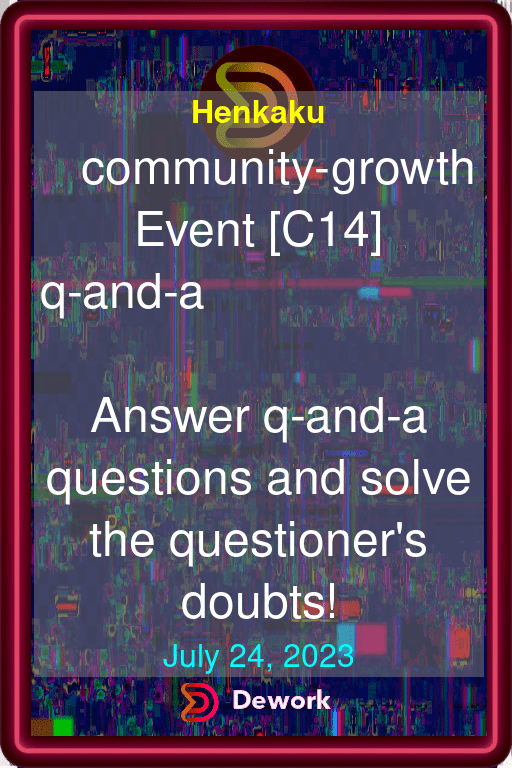 Henkaku
community-growth
Event [C14]
q-and-a
Answer q-and-a
questions and solve
the questioner's
doubts!
July 24, 2023
Dework